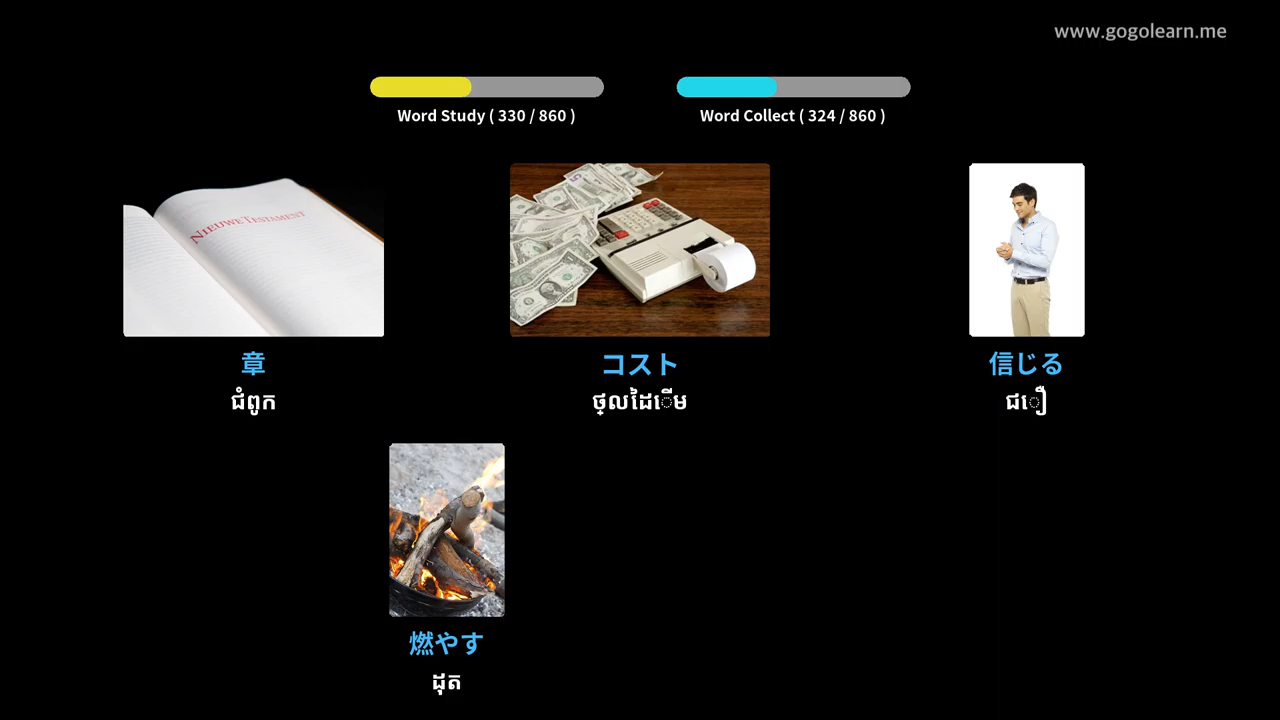 www.gogolearn.me
Word Study ( 330 / 860 )
Word Collect ( 324 / 860 )
NIEUWE TESTAMENT
章
コスト
信じる
ជំពូក
ថ្លៃដើម
ជឿ
燃やす
ដុត